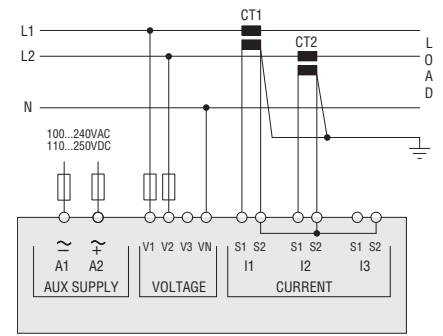 CT1
L1
CT2
L2
L
O
A
D
N
100...240VAC
110...250VDC
V1 V2 V3 VN S1 S2 S1 S2 S1 S2
A1 A2 I1 I2 I3
AUX SUPPLY VOLTAGE CURRENT